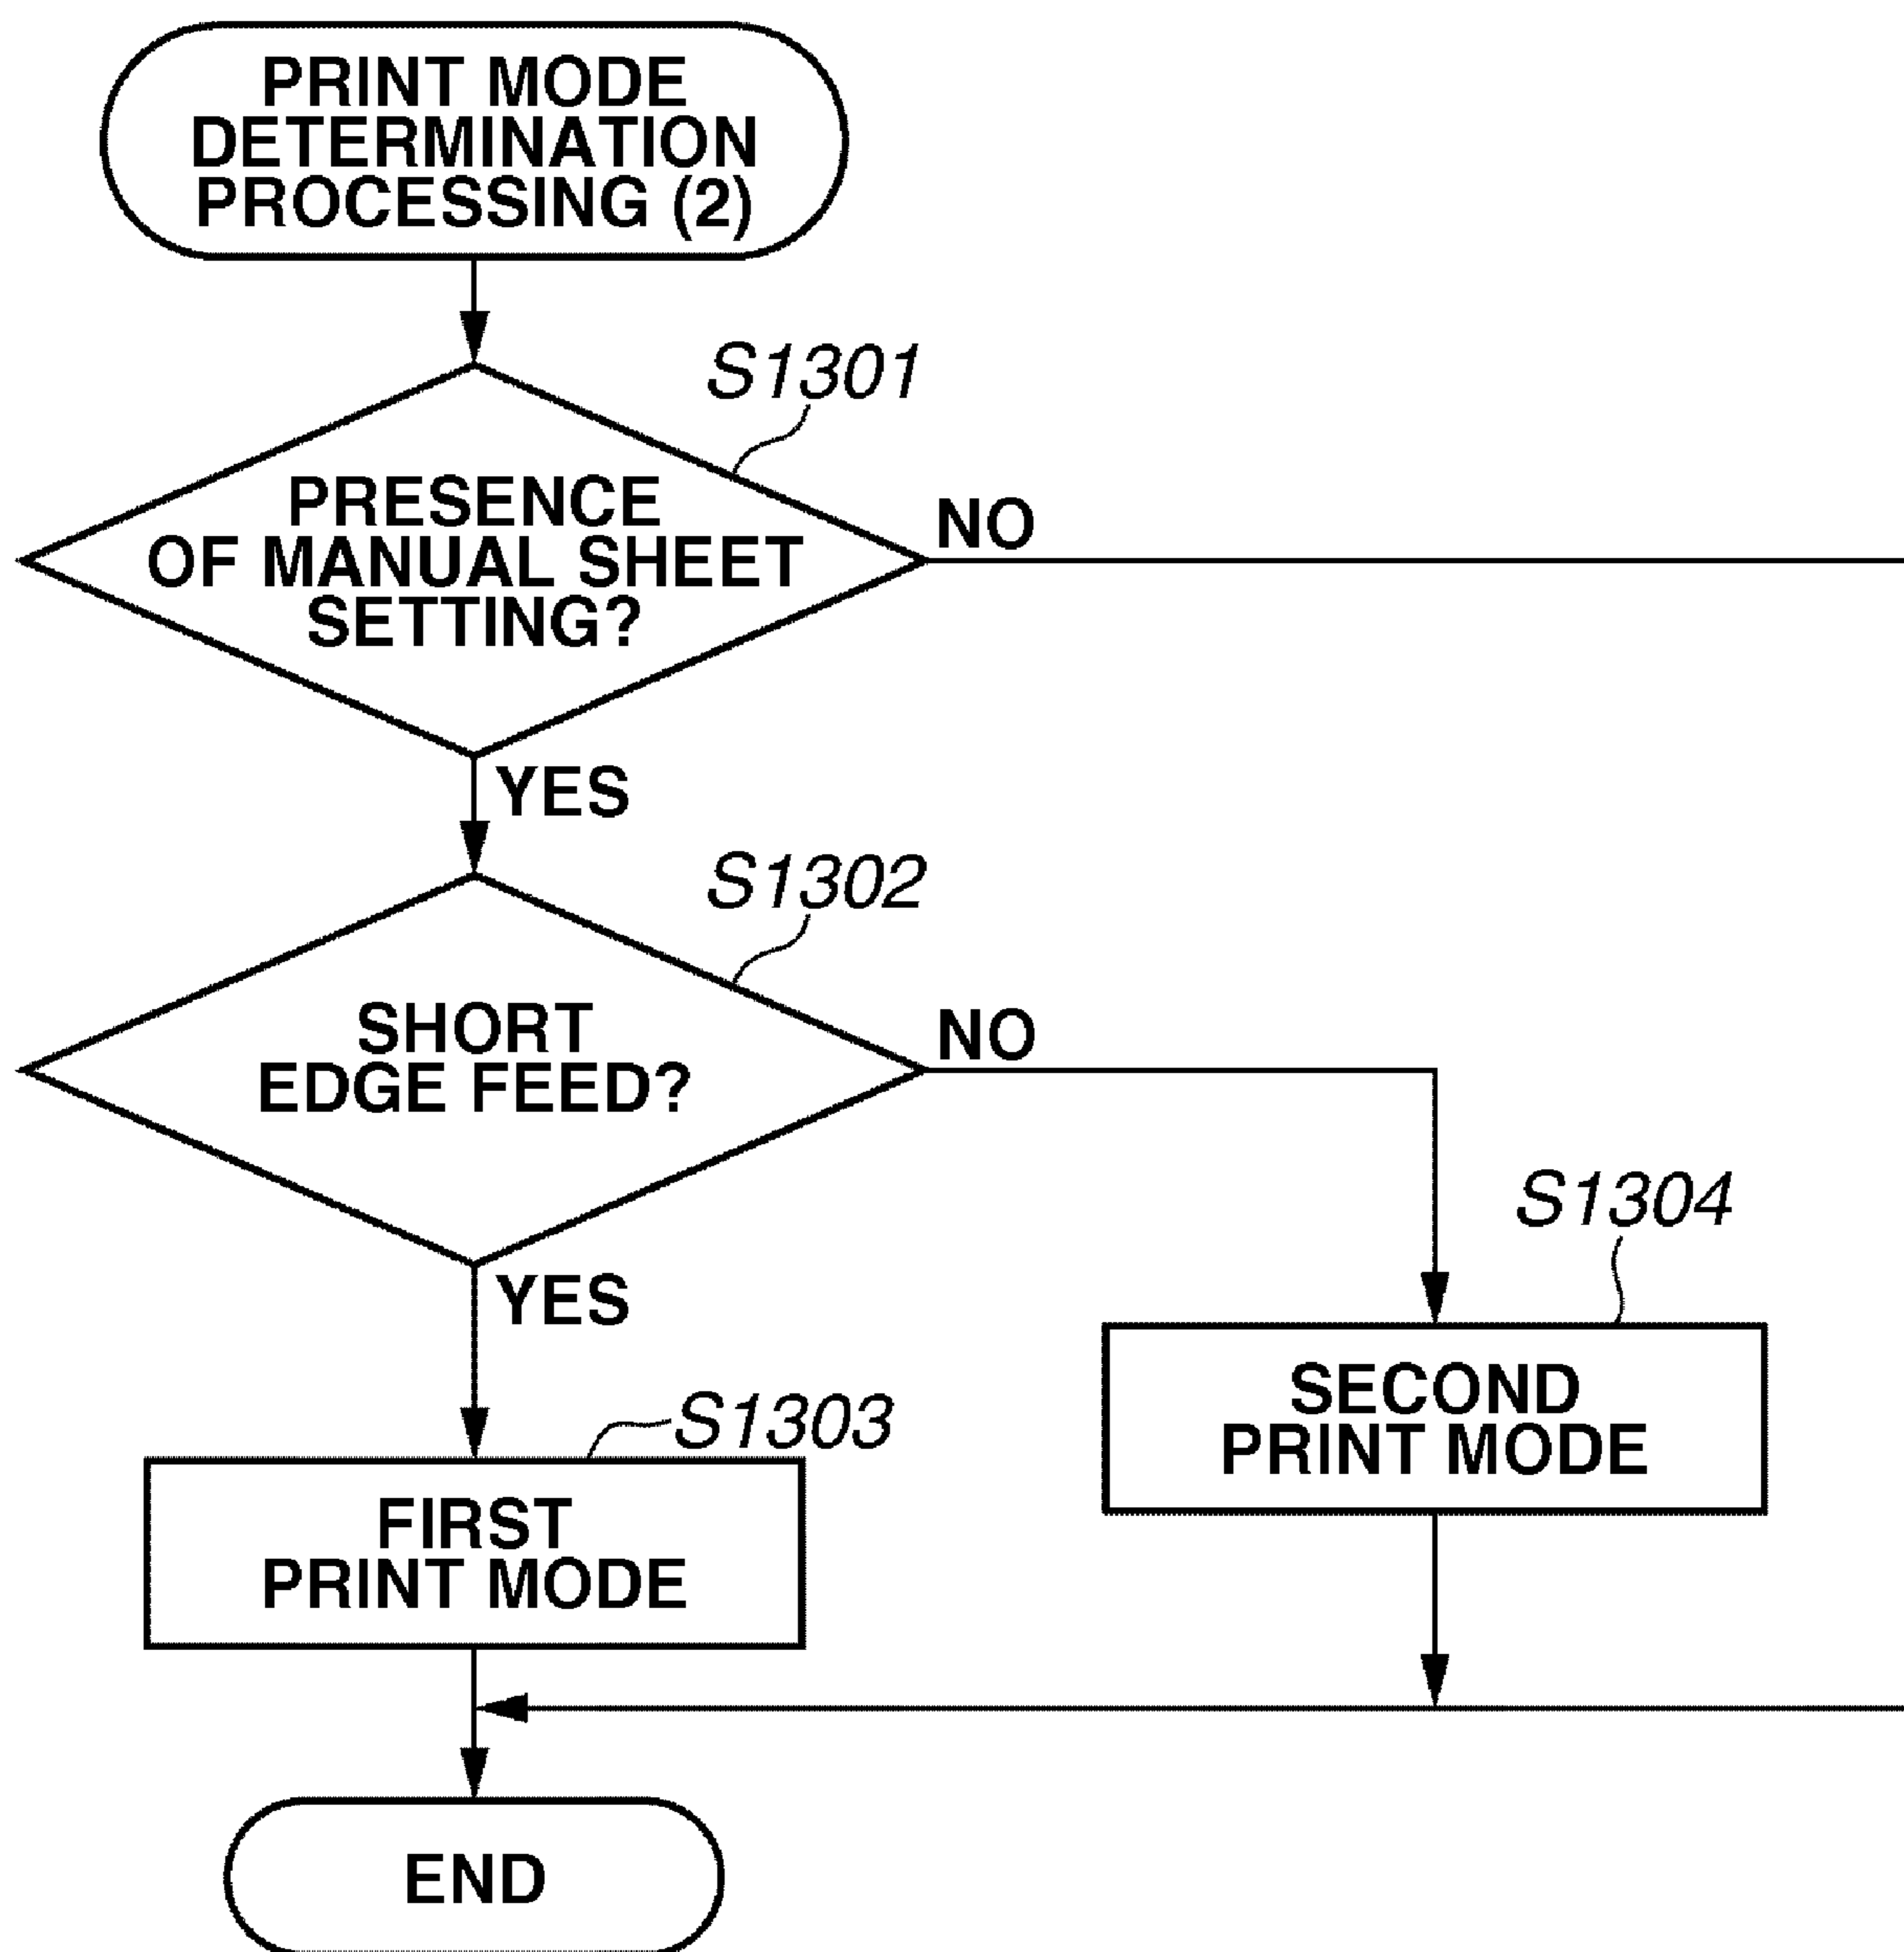 PRINT MODE
DETERMINATION
PROCESSING (2)
S1301
PRESENCE
OF MANUAL SHEET
SETTING?
NO
YES
S1302
SHORT
EDGE FEED?
NO
YES
S1304
SECOND
PRINT MODE
S1303
FIRST
PRINT MODE
END